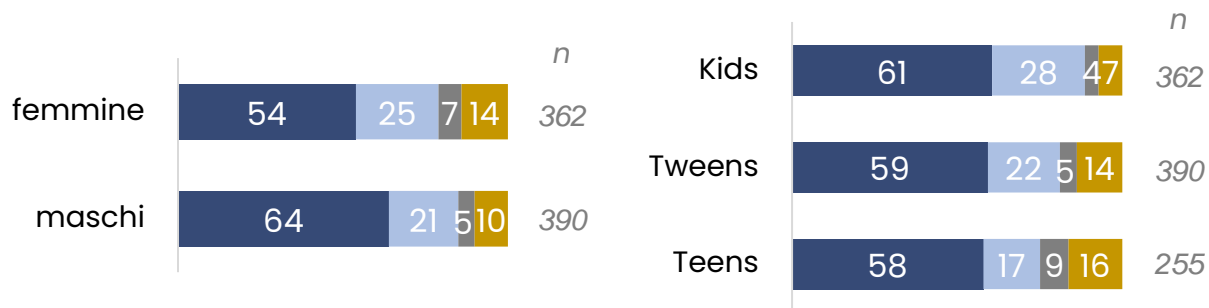 n
femmine 54 25 7 14 362
maschi 64 21 5 10 390
n
Kids 61 28 4 7 362
Tweens 59 22 5 14 390
Teens 58 17 9 16 255